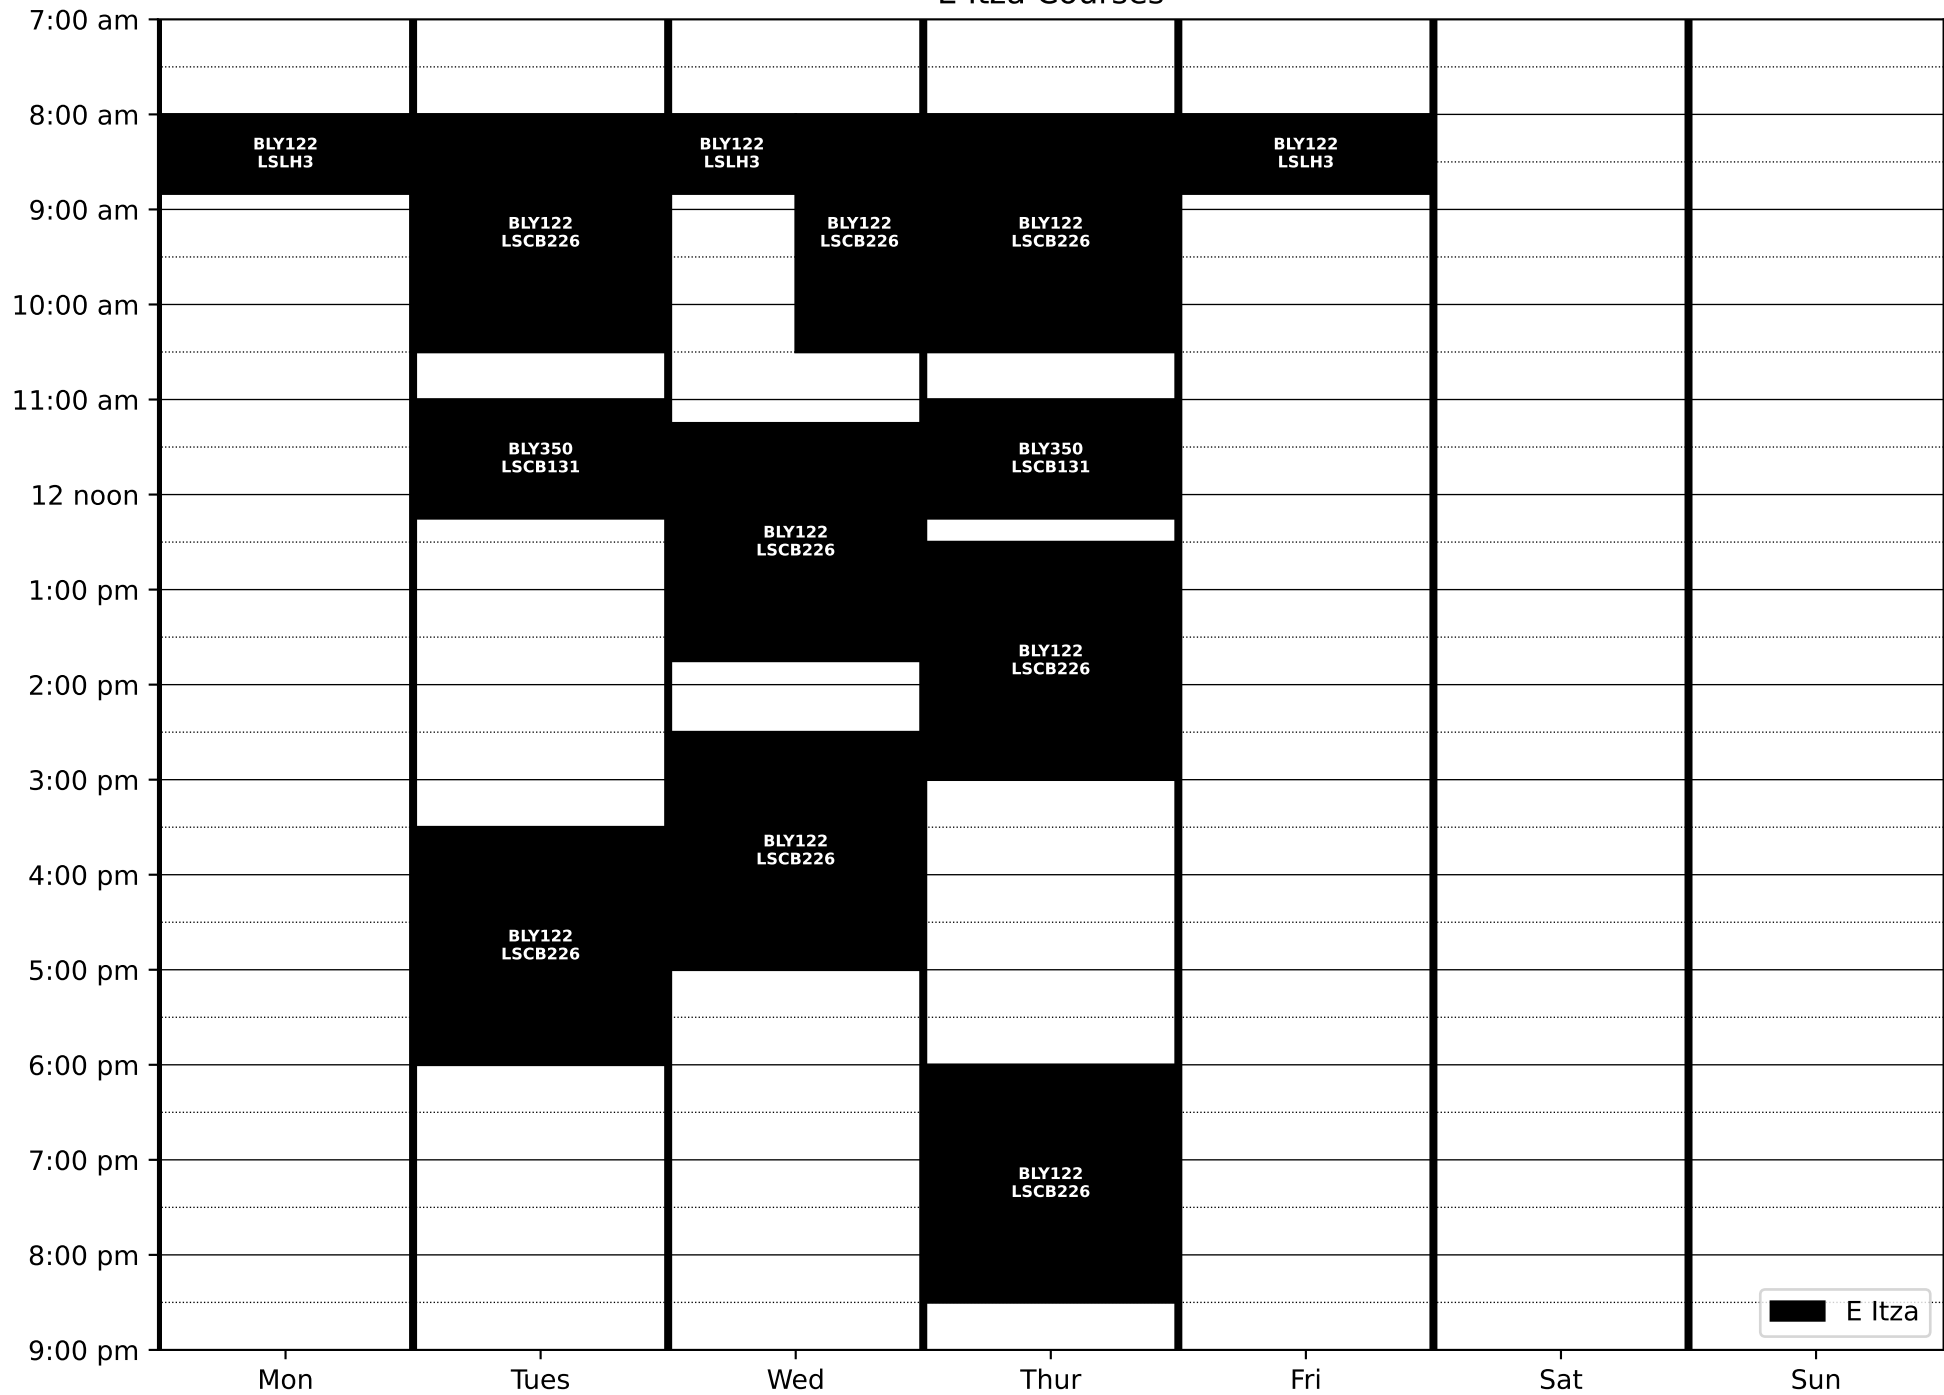 E Itza Courses
7:00 am
8:00 am
BLY122
LSLH3
BLY122
LSLH3
BLY122
LSLH3
9:00 am
BLY122
LSCB226
BLY122
LSCB226
BLY122
LSCB226
10:00 am
11:00 am
BLY350
LSCB131
BLY350
LSCB131
12 noon
BLY122
LSCB226
1:00 pm
BLY122
LSCB226
2:00 pm
3:00 pm
BLY122
LSCB226
4:00 pm
BLY122
LSCB226
5:00 pm
6:00 pm
7:00 pm
BLY122
LSCB226
8:00 pm
E Itza
9:00 pm
Mon Tues Wed Thur Fri Sat Sun